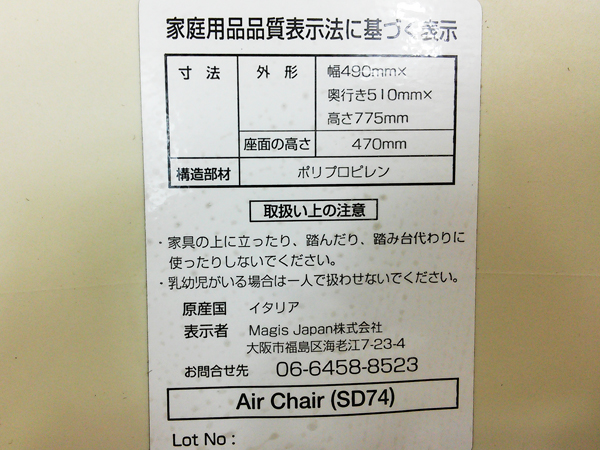 家庭用品品質表示法に基づく表示
寸法 外形 幅490mm×
奥行き510mm×
高さ775mm
座面の高さ 470mm
構造部材 ポリプロピレン
取扱い上の注意
・家具の上に立ったり、踏んだり、踏み台代わりに
使ったりしないでください。
・乳幼児がいる場合は一人で扱わせないでください。
原産国 イタリア
表示者 Magis Japan株式会社
大阪市福島区海老江7-23-4
お問合せ先 06-6458-8523
Air Chair (SD74)
Lot No :